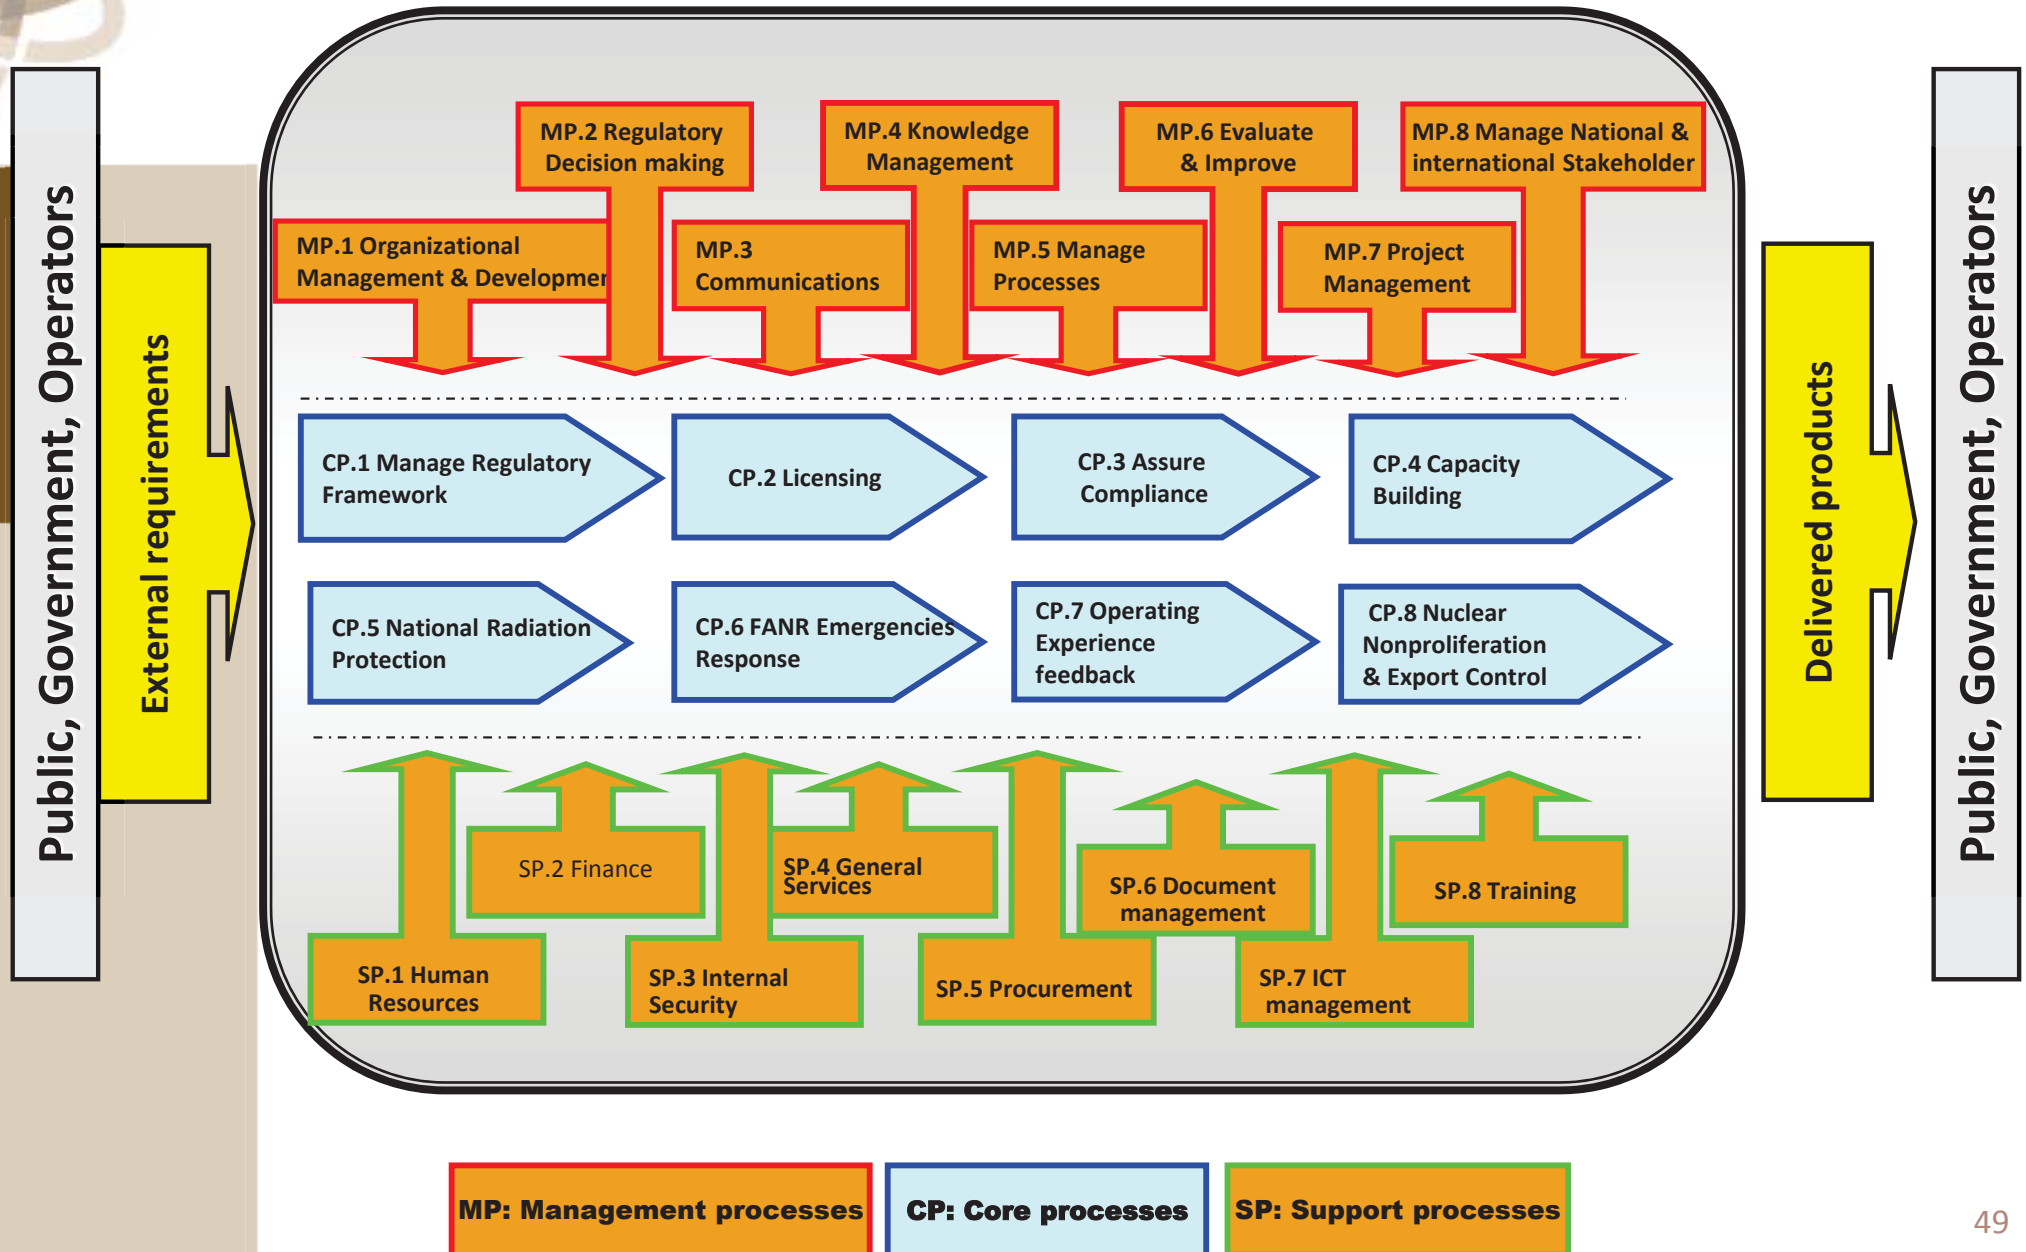 Public, Government, Operators
External requirements
MP.2 Regulatory
Decision making
MP.4 Knowledge
Management
MP.6 Evaluate
& Improve
MP.8 Manage National &
international Stakeholder
MP.1 Organizational
Management & Developmen
MP.3
Communications
MP.5 Manage
Processes
MP.7 Project
Management
CP.1 Manage Regulatory
Framework
CP.2 Licensing
CP.3 Assure
Compliance
CP.4 Capacity
Building
CP.5 National Radiation
Protection
CP.6 FANR Emergencies
Response
CP.7 Operating
Experience
feedback
CP.8 Nuclear
Nonproliferation
& Export Control
SP.2 Finance
SP.4 General
Services
SP.6 Document
management
SP.8 Training
SP.1 Human
Resources
SP.3 Internal
Security
SP.5 Procurement
SP.7 ICT
management
Delivered products
Public, Government, Operators
MP: Management processes
CP: Core processes
SP: Support processes
49